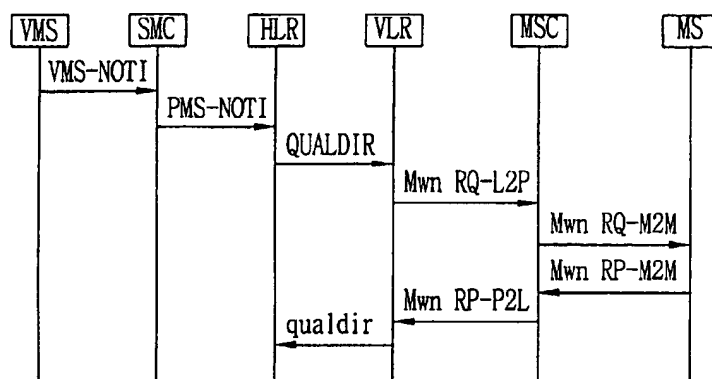 VMS SMC HLR VLR MSC MS
VMS-NOTI
PMS-NOTI
QUALDIR
Mwn RQ-L2P
Mwn RQ-M2M
Mwn RP-M2M
Mwn RP-P2L
qualdir